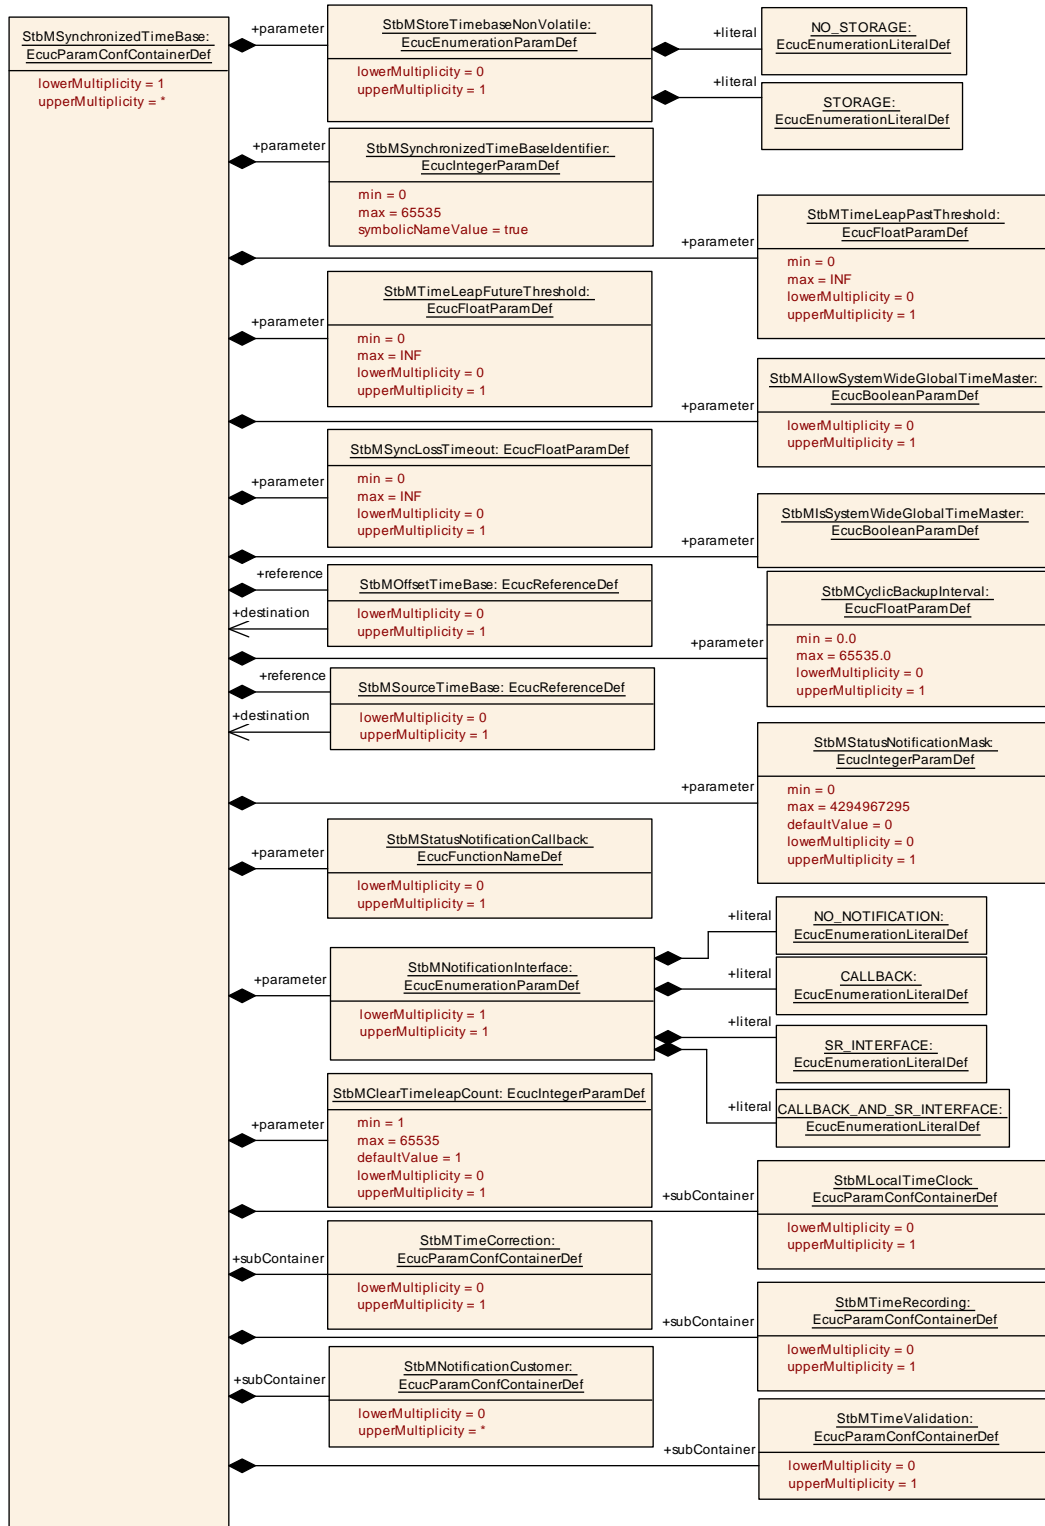 StbMSynchronizedTimeBase:
EcucParamConfContainerDef
lowerMultiplicity = 1
upperMultiplicity = *
+parameter
StbMStoreTimebaseNonVolatile:
EcucEnumerationParamDef
lowerMultiplicity = 0
upperMultiplicity = 1
+literal
NO_STORAGE:
EcucEnumerationLiteralDef
+literal
STORAGE:
EcucEnumerationLiteralDef
+parameter
StbMSynchronizedTimeBaseIdentifier:
EcucIntegerParamDef
min = 0
max = 65535
symbolicNameValue = true
+parameter
StbMTimeLeapPastThreshold:
EcucFloatParamDef
min = 0
max = INF
lowerMultiplicity = 0
upperMultiplicity = 1
+parameter
StbMTimeLeapFutureThreshold:
EcucFloatParamDef
min = 0
max = INF
lowerMultiplicity = 0
upperMultiplicity = 1
+parameter
StbMAllowSystemWideGlobalTimeMaster:
EcucBooleanParamDef
lowerMultiplicity = 0
upperMultiplicity = 1
+parameter
StbMSyncLossTimeout: EcucFloatParamDef
min = 0
max = INF
lowerMultiplicity = 0
upperMultiplicity = 1
+parameter
StbMIsSystemWideGlobalTimeMaster:
EcucBooleanParamDef
+reference
+destination
StbMOffsetTimeBase: EcucReferenceDef
lowerMultiplicity = 0
upperMultiplicity = 1
+parameter
StbMCyclicBackupInterval:
EcucFloatParamDef
min = 0.0
max = 65535.0
lowerMultiplicity = 0
upperMultiplicity = 1
+reference
+destination
StbMSourceTimeBase: EcucReferenceDef
lowerMultiplicity = 0
upperMultiplicity = 1
+parameter
StbMStatusNotificationMask:
EcucIntegerParamDef
min = 0
max = 4294967295
defaultValue = 0
lowerMultiplicity = 0
upperMultiplicity = 1
+parameter
StbMStatusNotificationCallback:
EcucFunctionNameDef
lowerMultiplicity = 0
upperMultiplicity = 1
+parameter
StbMNotificationInterface:
EcucEnumerationParamDef
lowerMultiplicity = 1
upperMultiplicity = 1
+literal
NO_NOTIFICATION:
EcucEnumerationLiteralDef
+literal
CALLBACK:
EcucEnumerationLiteralDef
+literal
SR_INTERFACE:
EcucEnumerationLiteralDef
+literal
CALLBACK_AND_SR_INTERFACE:
EcucEnumerationLiteralDef
+parameter
StbMClearTimeleapCount: EcucIntegerParamDef
min = 1
max = 65535
defaultValue = 1
lowerMultiplicity = 0
upperMultiplicity = 1
+subContainer
StbMLocalTimeClock:
EcucParamConfContainerDef
lowerMultiplicity = 0
upperMultiplicity = 1
+subContainer
StbMTimeCorrection:
EcucParamConfContainerDef
lowerMultiplicity = 0
upperMultiplicity = 1
+subContainer
StbMTimeRecording:
EcucParamConfContainerDef
lowerMultiplicity = 0
upperMultiplicity = 1
+subContainer
StbMNotificationCustomer:
EcucParamConfContainerDef
lowerMultiplicity = 0
upperMultiplicity = *
+subContainer
StbMTimeValidation:
EcucParamConfContainerDef
lowerMultiplicity = 0
upperMultiplicity = 1